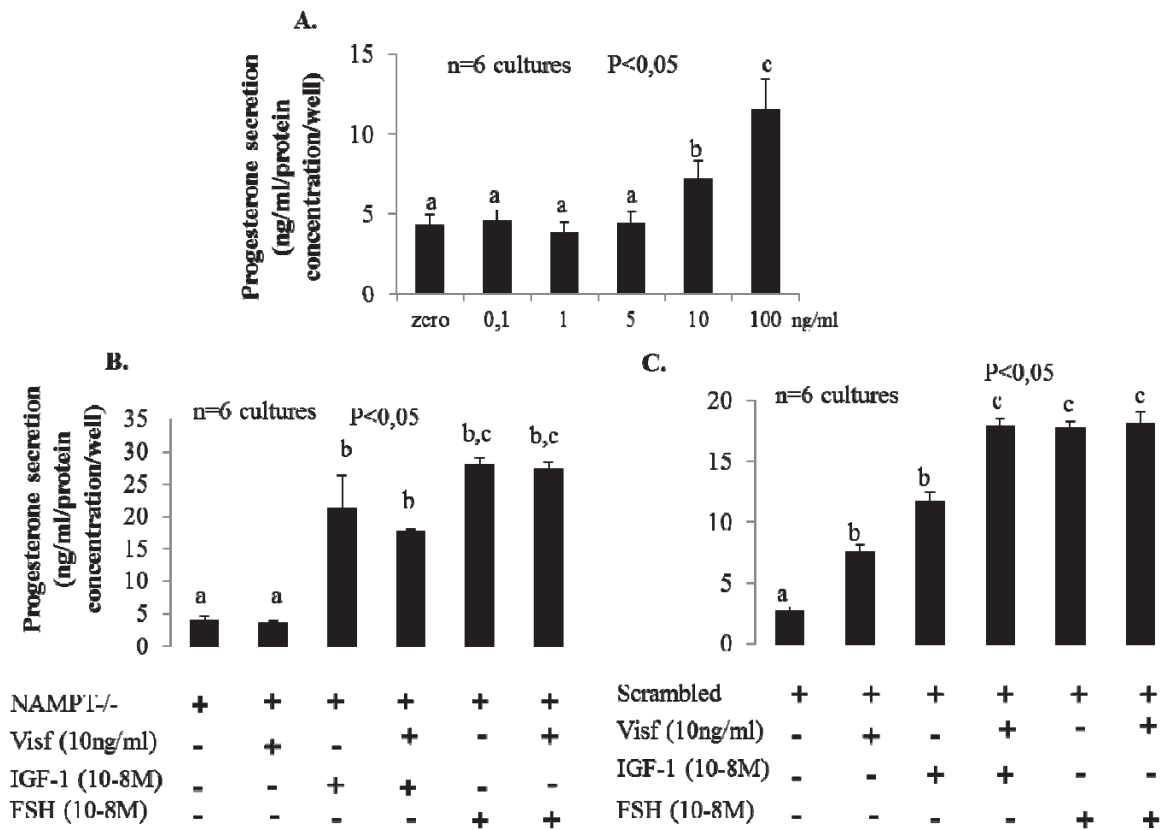 A.
Progesterone secretion
(ng/ml/protein
concentration/well)
n=6 cultures P<0,05
15
10
5
0
a
a
a
a
b
c
zero 0,1 1 5 10 100 ng/ml
B.
Progesterone secretion
(ng/ml/protein
concentration/well)
n=6 cultures P<0,05
35
30
25
20
15
10
5
0
a
a
b
b
b,c
b,c
NAMPT-/- + + + + + +
Visf (10ng/ml) - + - + - +
IGF-1 (10-8M) - - + + - -
FSH (10-8M) - - - - + +
C.
P<0,05
n=6 cultures
20
15
10
5
0
a
b
b
c
c
c
Scrambled + + + + + +
Visf (10ng/ml) - + - + - +
IGF-1 (10-8M) - - + + - -
FSH (10-8M) - - - - + +